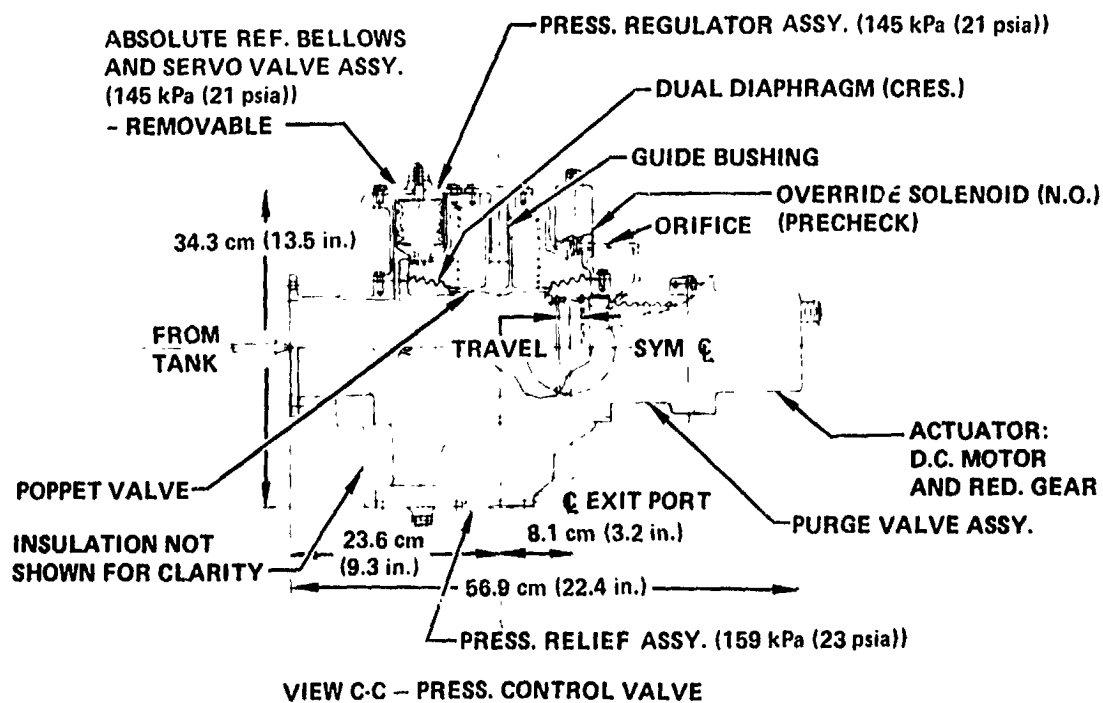 ABSOLUTE REF. BELLOWS
AND SERVO VALVE ASSY.
(145 kPa (21 psia))
- REMOVABLE
PRESS. REGULATOR ASSY. (145 kPa (21 psia))
DUAL DIAPHRAGM (CRES.)
GUIDE BUSHING
OVERRIDE SOLENOID (N.O.)
(PRECHECK)
ORIFICE
34.3 cm (13.5 in.)
FROM
TANK
TRAVEL
SYM ℄
ACTUATOR:
D.C. MOTOR
AND RED. GEAR
POPPET VALVE
℄ EXIT PORT
8.1 cm (3.2 in.)
PURGE VALVE ASSY.
INSULATION NOT
SHOWN FOR CLARITY
23.6 cm
(9.3 in.)
56.9 cm (22.4 in.)
PRESS. RELIEF ASSY. (159 kPa (23 psia))
VIEW C-C – PRESS. CONTROL VALVE